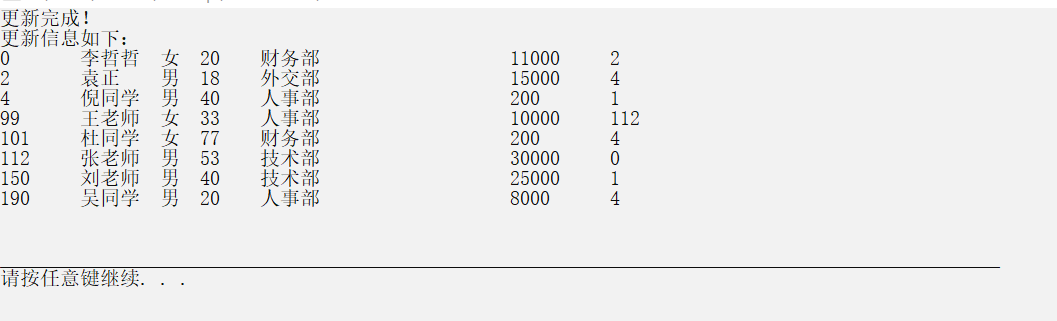 更新完成！
更新信息如下：
0 李哲哲 女 20 财务部 11000 2
2 袁正 男 18 外交部 15000 4
4 倪同学 男 40 人事部 200 1
99 王老师 女 33 人事部 10000 112
101 杜同学 女 77 财务部 200 4
112 张老师 男 53 技术部 30000 0
150 刘老师 男 40 技术部 25000 1
190 吴同学 男 20 人事部 8000 4
请按任意键继续. . .